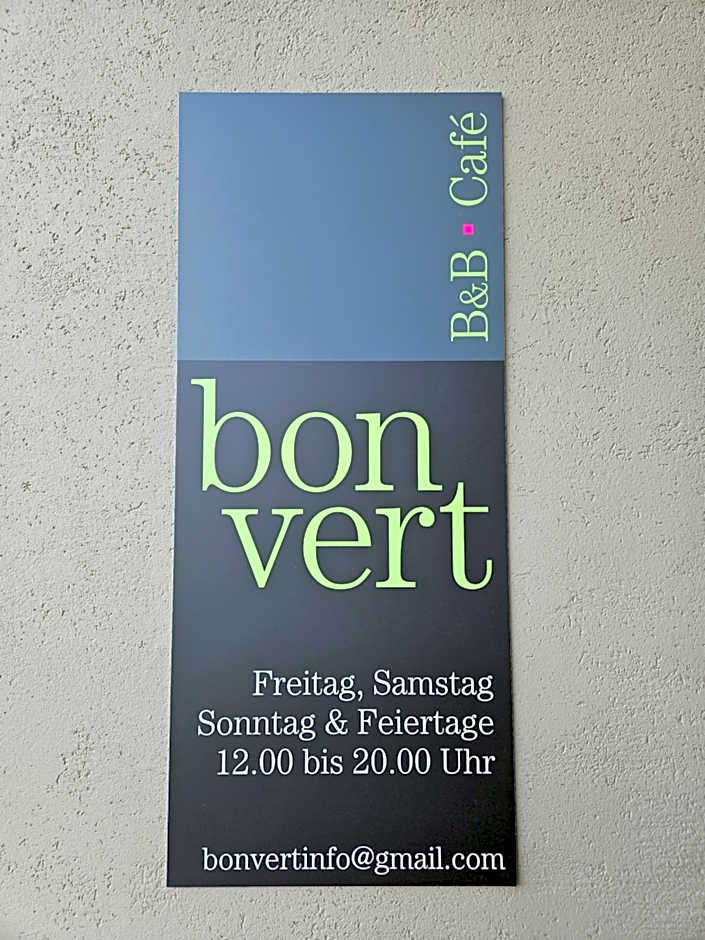 B&B ▪ Café
bon
vert
Freitag, Samstag
Sonntag & Feiertage
12.00 bis 20.00 Uhr
bonvertinfo@gmail.com